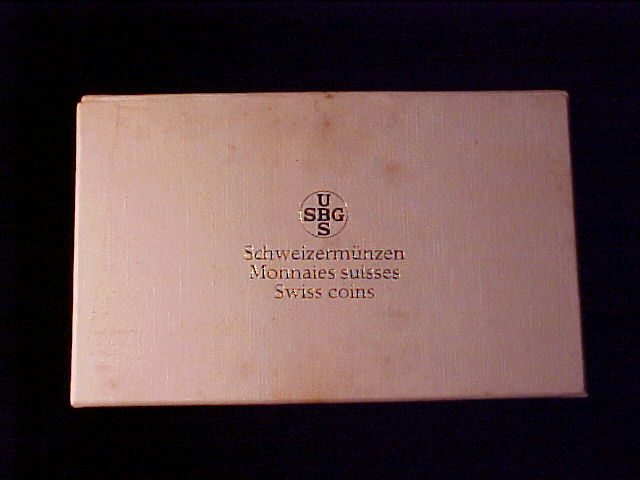 U
SBG
S
Schweizermünzen
Monnaies suisses
Swiss coins